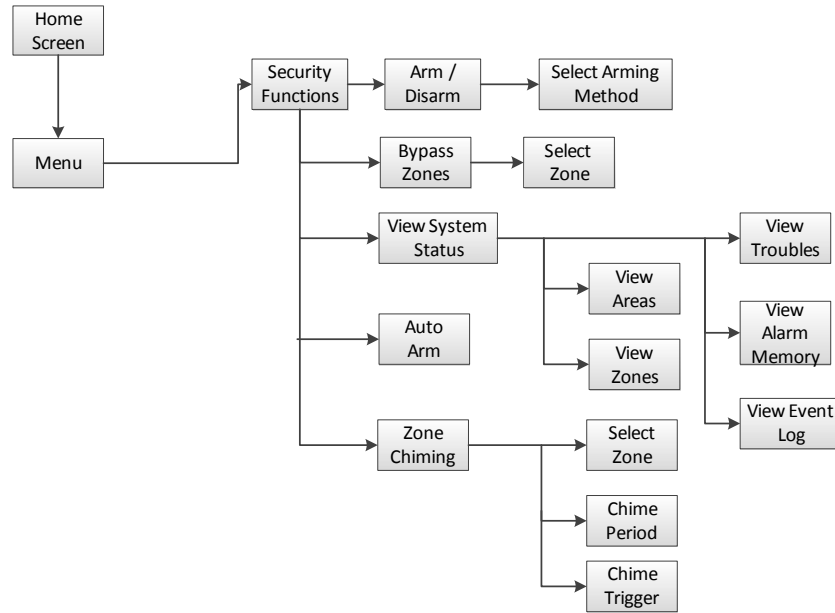 Home
Screen
Menu
Security
Functions
Arm /
Disarm
Select Arming
Method
Bypass
Zones
Select
Zone
View System
Status
View
Troubles
View
Areas
View
Alarm
Memory
View
Zones
Auto
Arm
View Event
Log
Zone
Chiming
Select
Zone
Chime
Period
Chime
Trigger